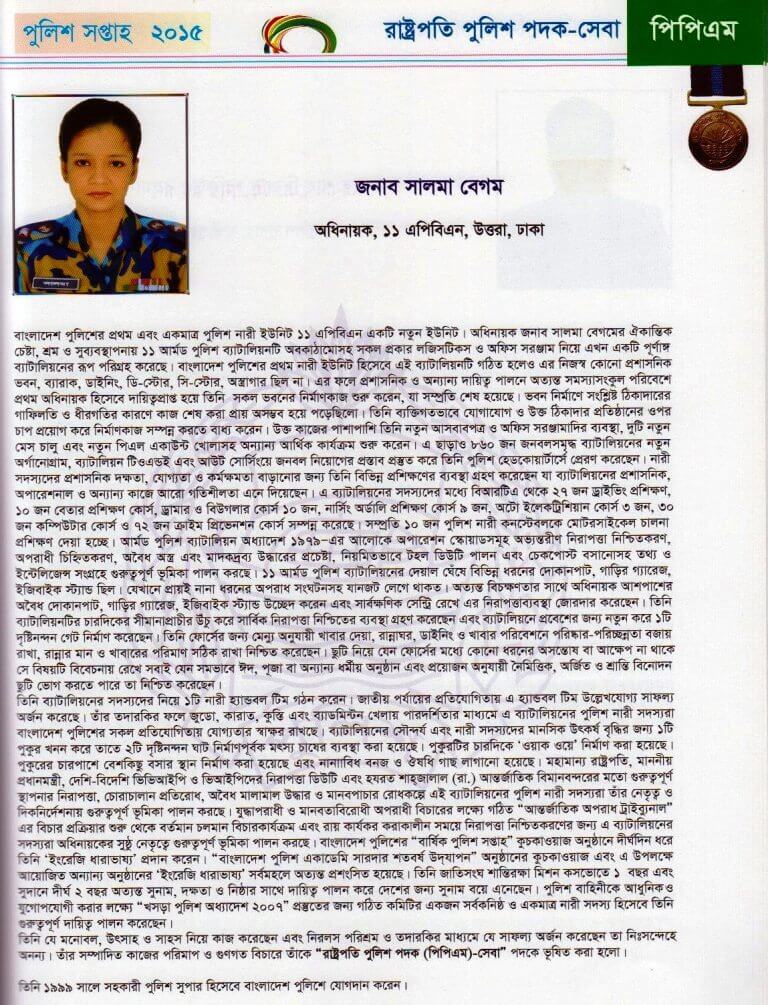 পুলিশ সপ্তাহ ২০১৫
রাষ্ট্রপতি পুলিশ পদক-সেবা
পিপিএম
জনাব সালমা বেগম
অধিনায়ক, ১১ এপিবিএন, উত্তরা, ঢাকা
বাংলাদেশ পুলিশের প্রথম এবং একমাত্র পুলিশ নারী ইউনিট ১১ এপিবিএন একটি নতুন ইউনিট। অধিনায়ক জনাব সালমা বেগমের ঐকান্তিক
চেষ্টা, শ্রম ও সুব্যবস্থাপনায় ১১ আর্মড পুলিশ ব্যাটালিয়নটি অবকাঠামোসহ সকল প্রকার লজিসটিকস ও অফিস সরঞ্জাম নিয়ে এখন একটি পূর্ণাঙ্গ
ব্যাটালিয়নের রূপ পরিগ্রহ করেছে। বাংলাদেশ পুলিশের প্রথম নারী ইউনিট হিসেবে এই ব্যাটালিয়নটি গঠিত হলেও এর নিজস্ব কোনো প্রশাসনিক
ভবন, ব্যারাক, ডাইনিং, ডি-স্টোর, সি-স্টোর, অস্ত্রাগার ছিল না। এর ফলে প্রশাসনিক ও অন্যান্য দায়িত্ব পালনে অত্যন্ত সমস্যাসংকুল পরিবেশে
প্রথম অধিনায়ক হিসেবে দায়িত্বপ্রাপ্ত হয়ে তিনি সকল ভবনের নির্মাণকাজ শুরু করেন, যা সম্প্রতি শেষ হয়েছে। ভবন নির্মাণে সংশ্লিষ্ট ঠিকাদারের
গাফিলতি ও ধীরগতির কারণে কাজ শেষ করা প্রায় অসম্ভব হয়ে পড়েছিলো। তিনি ব্যক্তিগতভাবে যোগাযোগ ও উক্ত ঠিকাদার প্রতিষ্ঠানের ওপর
চাপ প্রয়োগ করে নির্মাণকাজ সম্পন্ন করতে বাধ্য করেন। উক্ত কাজের পাশাপাশি তিনি নতুন আসবাবপত্র ও অফিস সরঞ্জামাদির ব্যবস্থা, দুটি নতুন
মেস চালু এবং নতুন পিএল একাউন্ট খোলাসহ অন্যান্য আর্থিক কার্যক্রম শুরু করেন। এ ছাড়াও ৮৬০ জন জনবলসমৃদ্ধ ব্যাটালিয়নের নতুন
অর্গানোগ্রাম, ব্যাটালিয়ন টিওএন্ডই এবং আউট সোর্সিংয়ে জনবল নিয়োগের প্রস্তাব প্রস্তুত করে তিনি পুলিশ হেডকোয়ার্টার্সে প্রেরণ করেছেন। নারী
সদস্যদের প্রশাসনিক দক্ষতা, যোগ্যতা ও কর্মক্ষমতা বাড়ানোর জন্য তিনি বিভিন্ন প্রশিক্ষণের ব্যবস্থা গ্রহণ করেছেন যা ব্যাটালিয়নের প্রশাসনিক,
অপারেশনাল ও অন্যান্য কাজে আরো গতিশীলতা এনে দিয়েছেন। এ ব্যাটালিয়নের সদস্যদের মধ্যে বিআরটিএ থেকে ২৭ জন ড্রাইভিং প্রশিক্ষণ,
১০ জন বেতার প্রশিক্ষণ কোর্স, ড্রামার ও বিউগলার কোর্স ১০ জন, নার্সিং অর্ডালি প্রশিক্ষণ কোর্স ৯ জন, অটো ইলেকট্রিশিয়ান কোর্স ৩ জন, ৩০
জন কম্পিউটার কোর্স ও ৭২ জন ক্রাইম প্রিভেনশন কোর্স সম্পন্ন করেছে। সম্প্রতি ১০ জন পুলিশ নারী কনস্টেবলকে মোটরসাইকেল চালনা
প্রশিক্ষণ দেয়া হচ্ছে। আর্মড পুলিশ ব্যাটালিয়ন অধ্যাদেশ ১৯৭৯-এর আলোকে অপারেশন স্কোয়াডসমূহ অভ্যন্তরীণ নিরাপত্তা নিশ্চিতকরণ,
অপরাধী চিহ্নিতকরণ, অবৈধ অস্ত্র এবং মাদকদ্রব্য উদ্ধারের প্রচেষ্টা, নিয়মিতভাবে টহল ডিউটি পালন এবং চেকপোস্ট বসানোসহ তথ্য ও
ইন্টেলিজেন্স সংগ্রহে গুরুত্বপূর্ণ ভূমিকা পালন করছে। ১১ আর্মড পুলিশ ব্যাটালিয়নের দেয়াল ঘেঁষে বিভিন্ন ধরনের দোকানপাট, গাড়ির গ্যারেজ,
ইজিবাইক স্ট্যান্ড ছিল। যেখানে প্রায়ই নানা ধরনের অপরাধ সংঘটনসহ যানজট লেগে থাকত। অত্যন্ত বিচক্ষণতার সাথে অধিনায়ক আশপাশের
অবৈধ দোকানপাট, গাড়ির গ্যারেজ, ইজিবাইক স্ট্যান্ড উচ্ছেদ করেন এবং সার্বক্ষণিক সেন্ট্রি রেখে এর নিরাপত্তাব্যবস্থা জোরদার করেছেন। তিনি
ব্যাটালিয়নটির চারদিকের সীমানাপ্রাচীর উঁচু করে সার্বিক নিরাপত্তা নিশ্চিতের ব্যবস্থা গ্রহণ করেছেন এবং ব্যাটালিয়নে প্রবেশের জন্য নতুন করে ১টি
দৃষ্টিনন্দন গেট নির্মাণ করেছেন। তিনি ফোর্সের জন্য মেন্যু অনুযায়ী খাবার দেয়া, রান্নাঘর, ডাইনিং ও খাবার পরিবেশনে পরিষ্কার-পরিচ্ছন্নতা বজায়
রাখা, রান্নার মান ও খাবারের পরিমাণ সঠিক রাখা নিশ্চিত করেছেন। ছুটি নিয়ে যেন ফোর্সের মধ্যে কোনো ধরনের অসন্তোষ বা আক্ষেপ না থাকে
সে বিষয়টি বিবেচনায় রেখে সবাই যেন সমভাবে ঈদ, পূজা বা অন্যান্য ধর্মীয় অনুষ্ঠান এবং প্রয়োজন অনুযায়ী নৈমিত্তিক, অর্জিত ও শ্রান্তি বিনোদন
ছুটি ভোগ করতে পারে তা নিশ্চিত করেছেন।
তিনি ব্যাটালিয়নের সদস্যদের নিয়ে ১টি নারী হ্যান্ডবল টিম গঠন করেন। জাতীয় পর্যায়ের প্রতিযোগিতায় এ হ্যান্ডবল টিম উল্লেখযোগ্য সাফল্য
অর্জন করেছে। তাঁর তদারকির ফলে জুডো, কারাত, কুস্তি এবং ব্যাডমিন্টন খেলায় পারদর্শিতার মাধ্যমে এ ব্যাটালিয়নের পুলিশ নারী সদস্যরা
বাংলাদেশ পুলিশের সকল প্রতিযোগিতায় যোগ্যতার স্বাক্ষর রেখেছে। ব্যাটালিয়নের সৌন্দর্য এবং নারী সদস্যদের মানসিক উৎকর্ষ বৃদ্ধির জন্য ১টি
পুকুর খনন করে তাতে ২টি দৃষ্টিনন্দন ঘাট নির্মাণপূর্বক মৎস্য চাষের ব্যবস্থা করা হয়েছে। পুকুরটির চারদিকে ‘ওয়াক ওয়ে’ নির্মাণ করা হয়েছে।
পুকুরের চারপাশে বেশকিছু বসার স্থান নির্মাণ করা হয়েছে এবং নানাবিধ বনজ ও ঔষধি গাছ লাগানো হয়েছে। মহামান্য রাষ্ট্রপতি, মাননীয়
প্রধানমন্ত্রী, দেশি-বিদেশি ভিভিআইপি ও ভিআইপিদের নিরাপত্তা ডিউটি এবং হযরত শাহ্জালাল (রা.) আন্তর্জাতিক বিমানবন্দরের মতো গুরুত্বপূর্ণ
স্থাপনার নিরাপত্তা, চোরাচালান প্রতিরোধ, অবৈধ মালামাল উদ্ধার ও মানবপাচার রোধকল্পে এই ব্যাটালিয়নের পুলিশ নারী সদস্যরা তাঁর নেতৃত্ব ও
দিকনির্দেশনায় গুরুত্বপূর্ণ ভূমিকা পালন করছে। যুদ্ধাপরাধী ও মানবতাবিরোধী অপরাধী বিচারের লক্ষ্যে গঠিত “আন্তর্জাতিক অপরাধ ট্রাইব্যুনাল”
এর বিচার প্রক্রিয়ার শুরু থেকে বর্তমান চলমান বিচারকার্যক্রম এবং রায় কার্যকর করাকালীন সময়ে নিরাপত্তা নিশ্চিতকরণের জন্য এ ব্যাটালিয়নের
সদস্যরা অধিনায়কের সুষ্ঠু নেতৃত্বে গুরুত্বপূর্ণ ভূমিকা পালন করছে। বাংলাদেশ পুলিশের “বার্ষিক পুলিশ সপ্তাহ” কুচকাওয়াজ অনুষ্ঠানে দীর্ঘদিন ধরে
তিনি ‘ইংরেজি ধারাভাষ্য’ প্রদান করেন। “বাংলাদেশ পুলিশ একাডেমি সারদার শতবর্ষ উদ্‌যাপন” অনুষ্ঠানের কুচকাওয়াজ এবং এ উপলক্ষে
আয়োজিত অন্যান্য অনুষ্ঠানের ‘ইংরেজি ধারাভাষ্য’ সর্বমহলে অত্যন্ত প্রশংসিত হয়েছে। তিনি জাতিসংঘ শান্তিরক্ষা মিশন কসভোতে ১ বছর এবং
সুদানে দীর্ঘ ২ বছর অত্যন্ত সুনাম, দক্ষতা ও নিষ্ঠার সাথে দায়িত্ব পালন করে দেশের জন্য সুনাম বয়ে এনেছেন। পুলিশ বাহিনীকে আধুনিক ও
যুগোপযোগী করার লক্ষ্যে “খসড়া পুলিশ অধ্যাদেশ ২০০৭” প্রস্তুতের জন্য গঠিত কমিটির একজন সর্বকনিষ্ঠ ও একমাত্র নারী সদস্য হিসেবে তিনি
গুরুত্বপূর্ণ দায়িত্ব পালন করেছেন।
তিনি যে মনোবল, উৎসাহ ও সাহস নিয়ে কাজ করেছেন এবং নিরলস পরিশ্রম ও তদারকির মাধ্যমে যে সাফল্য অর্জন করেছেন তা নিঃসন্দেহে
অনন্য। তাঁর সম্পাদিত কাজের পরিমাপ ও গুণগত বিচারে তাঁকে “রাষ্ট্রপতি পুলিশ পদক (পিপিএম)-সেবা” পদকে ভূষিত করা হলো।
তিনি ১৯৯৯ সালে সহকারী পুলিশ সুপার হিসেবে বাংলাদেশ পুলিশে যোগদান করেন।